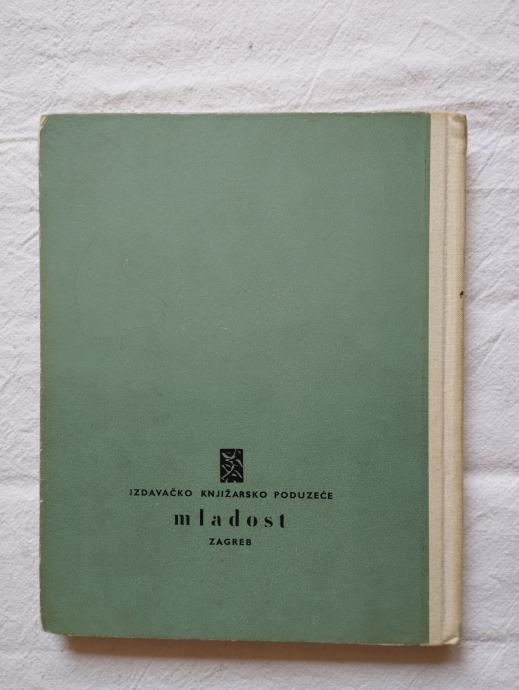 IZDAVAČKO KNJIŽARSKO PODUZEĆE
mladost
ZAGREB